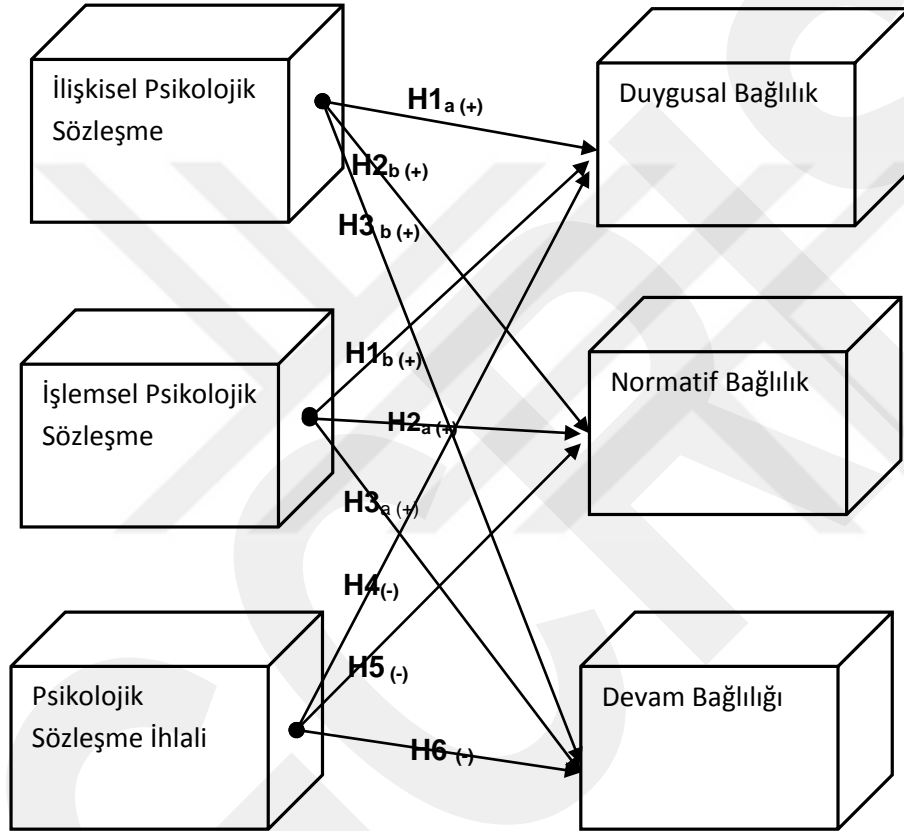 İlişkisel Psikolojik
Sözleşme
Duygusal Bağlılık
H1a (+)
H2b (+)
H3 b (+)
İşlemsel Psikolojik
Sözleşme
Normatif Bağlılık
H1b (+)
H2a (+)
H3a (+)
H4(-)
H5 (-)
Psikolojik
Sözleşme İhlali
Devam Bağlılığı
H6 (-)